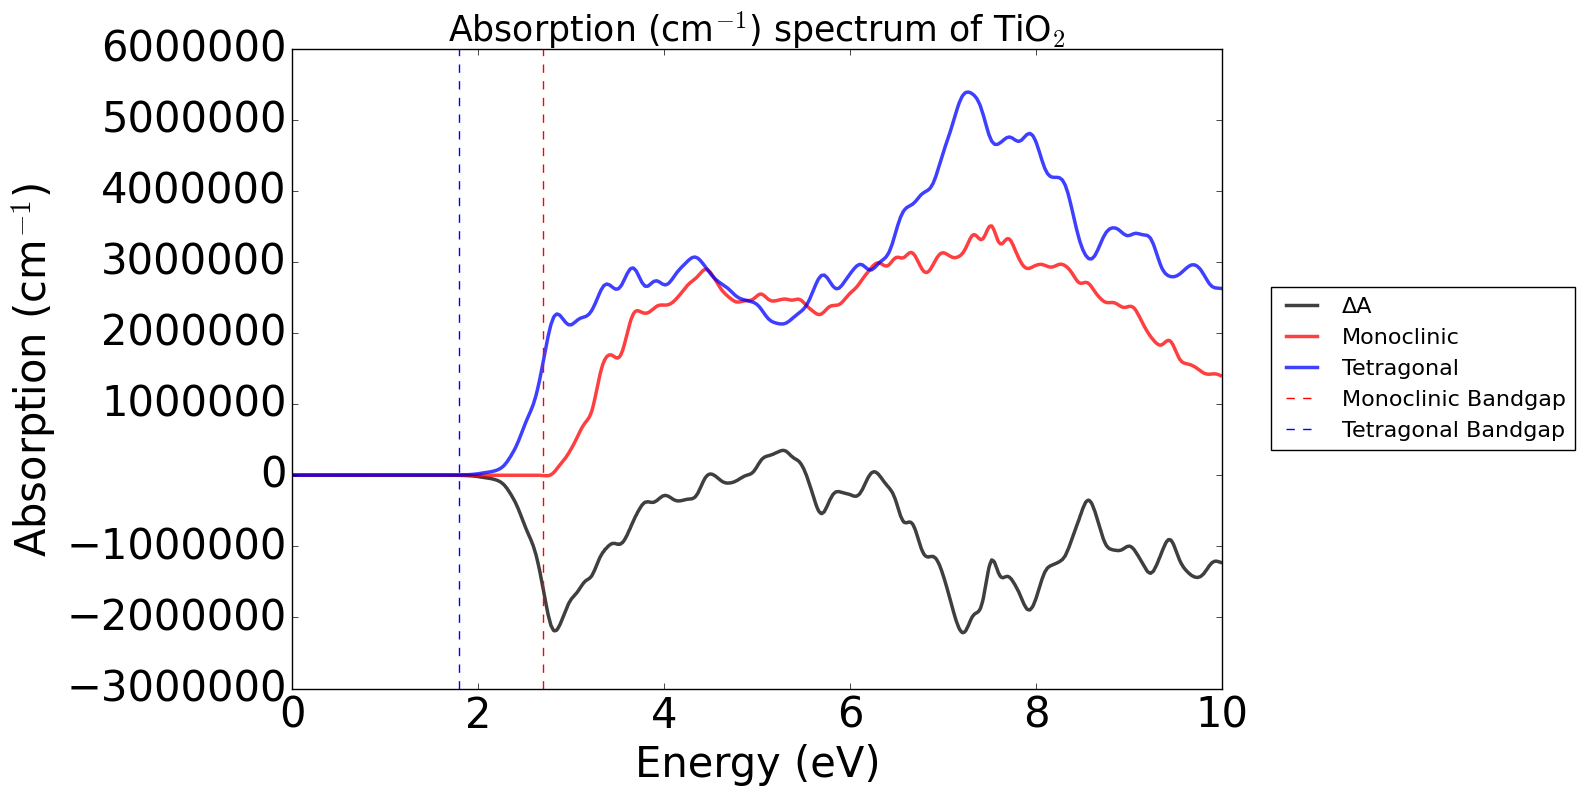 Absorption (cm⁻¹) spectrum of TiO₂
6000000
5000000
4000000
3000000
2000000
1000000
0
−1000000
−2000000
−3000000
Absorption (cm⁻¹)
0 2 4 6 8 10
Energy (eV)
ΔA
Monoclinic
Tetragonal
Monoclinic Bandgap
Tetragonal Bandgap